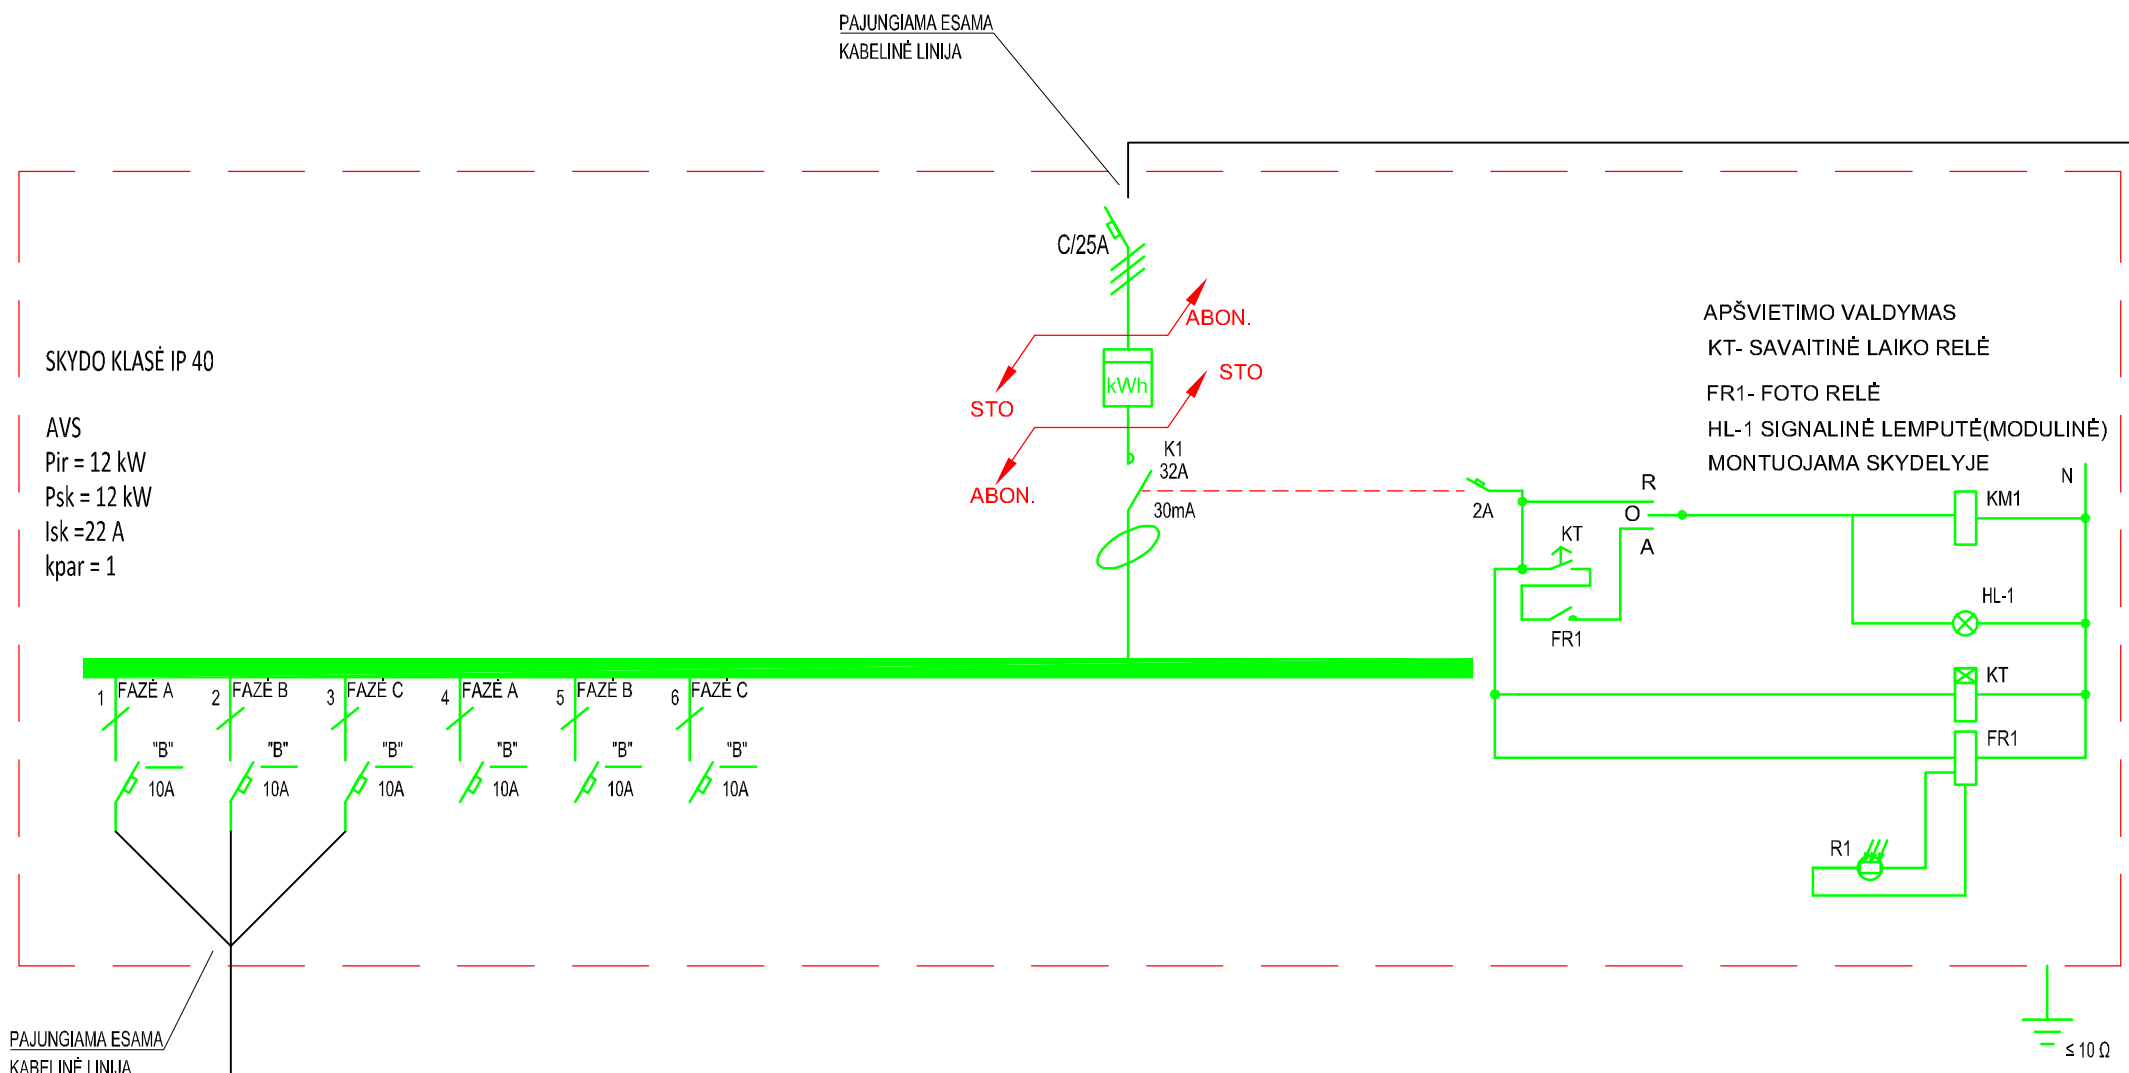 PAJUNGIAMA ESAMA
KABELINĖ LINIJA
C/25A
ABON.
STO
kWh
STO
ABON.
K1
32A
30mA
SKYDO KLASĖ IP 40
AVS
Pir = 12 kW
Psk = 12 kW
Isk =22 A
kpar = 1
APŠVIETIMO VALDYMAS
KT- SAVAITINĖ LAIKO RELĖ
FR1- FOTO RELĖ
HL-1 SIGNALINĖ LEMPUTĖ(MODULINĖ)
MONTUOJAMA SKYDELYJE
N
2A
R
O
A
KT
FR1
KM1
HL-1
KT
FR1
R1
1 FAZĖ A
2 FAZĖ B
3 FAZĖ C
4 FAZĖ A
5 FAZĖ B
6 FAZĖ C
"B" "B" "B" "B" "B" "B"
10A 10A 10A 10A 10A 10A
PAJUNGIAMA ESAMA
KABELINĖ LINIJA
≤ 10 Ω